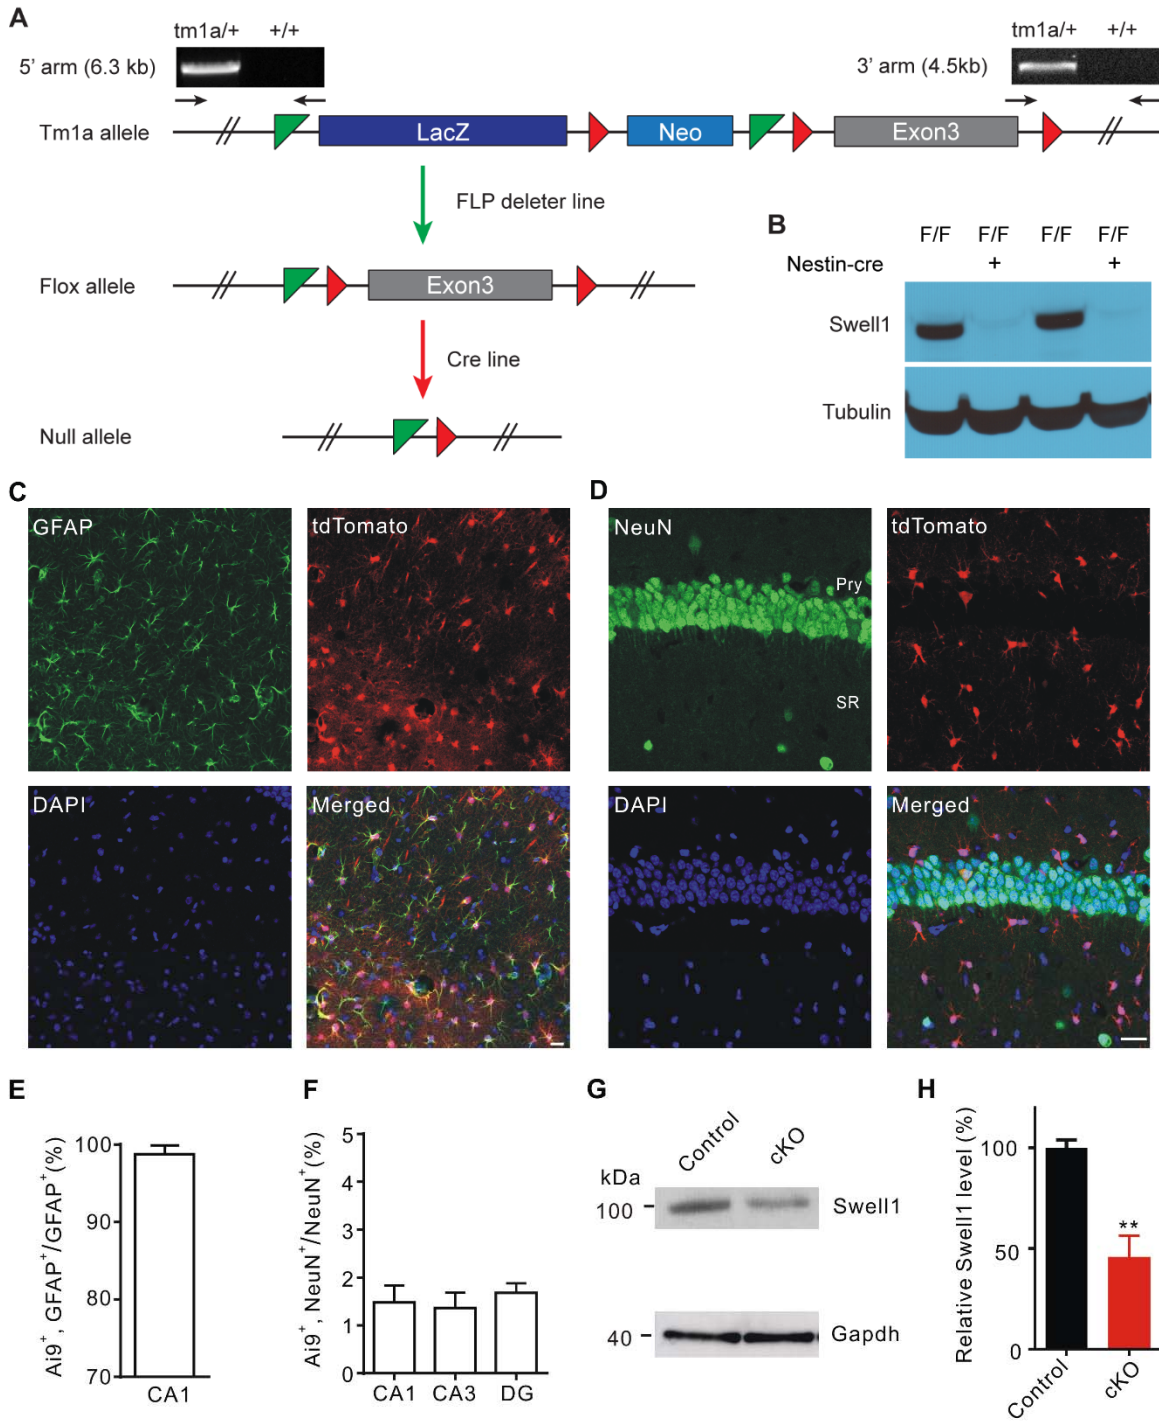 A
tm1a/+ +/+
5' arm (6.3 kb)
tm1a/+ +/+
3' arm (4.5kb)
Tm1a allele
LacZ
Neo
Exon3
FLP deleter line
Flox allele
Exon3
Cre line
Null allele
B
F/F F/F F/F F/F
Nestin-cre + +
Swell1
Tubulin
C
GFAP
tdTomato
DAPI
Merged
D
NeuN
Pry
SR
tdTomato
DAPI
Merged
E
Ai9+, GFAP+/GFAP+(%)
100
90
80
70
CA1
F
Ai9+, NeuN+/NeuN+(%)
5
4
3
2
1
0
CA1 CA3 DG
G
Control cKO
kDa
100 Swell1
40 Gapdh
H
Relative Swell1 level (%)
100
50
0
**
Control cKO